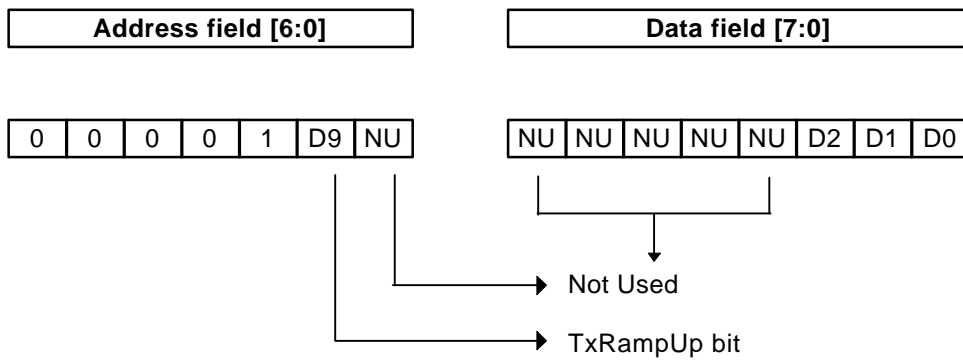 Address field [6:0] Data field [7:0]
0 0 0 0 1 D9 NU NU NU NU NU NU D2 D1 D0
Not Used
TxRampUp bit